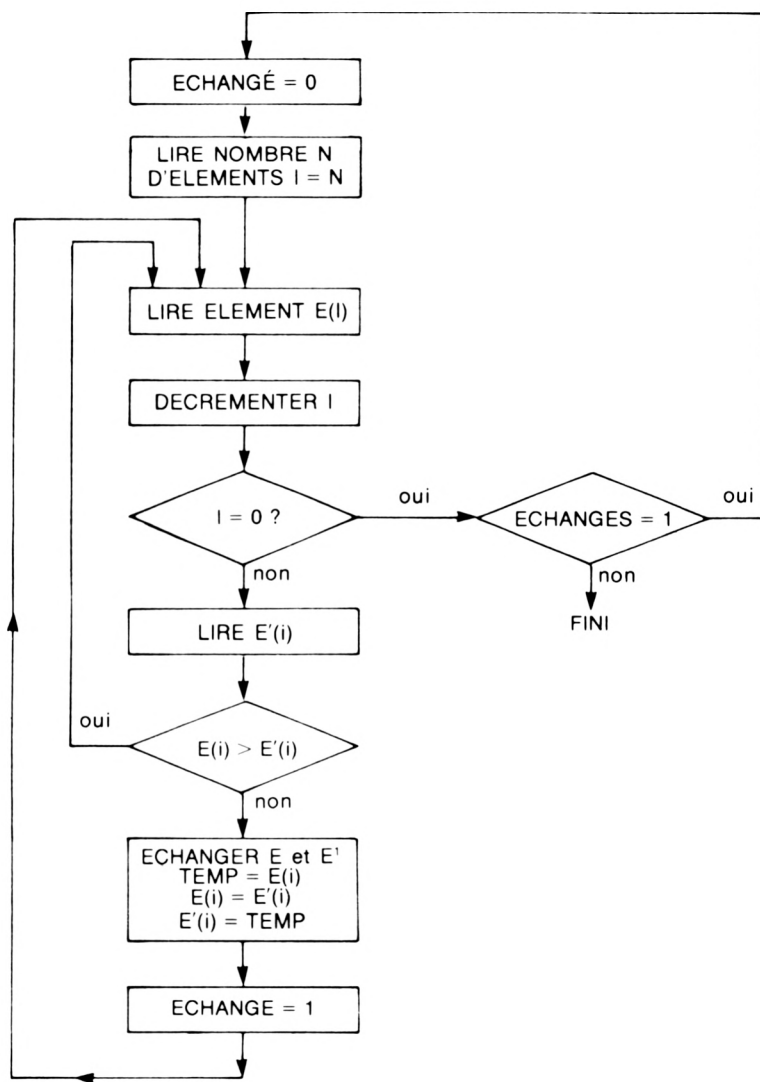 ECHANGÉ = 0
LIRE NOMBRE N
D'ELEMENTS I = N
LIRE ELEMENT E(I)
DECREMENTER I
I = 0 ?
oui
ECHANGES = 1
oui
non
non
FINI
LIRE E'(i)
oui
E(i) > E'(i)
non
ECHANGER E et E¹
TEMP = E(i)
E(i) = E'(i)
E'(i) = TEMP
ECHANGE = 1